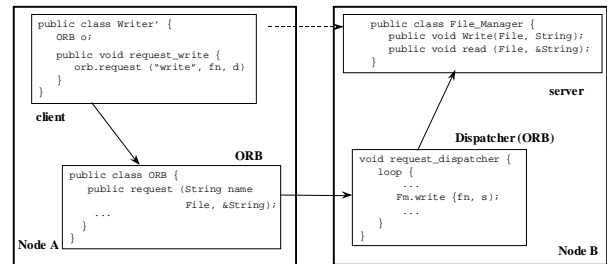 public class Writer' {
ORB o;
public void request_write {
orb.request ("write", fn, d)
}
}
client
ORB
public class ORB {
public request (String name
File, &String);
...
}
}
Node A
public class File_Manager {
public void Write(File, String);
public void read (File, &String);
}
server
Dispatcher (ORB)
void request_dispatcher {
loop {
...
Fm.write {fn, s);
...
}
}
Node B